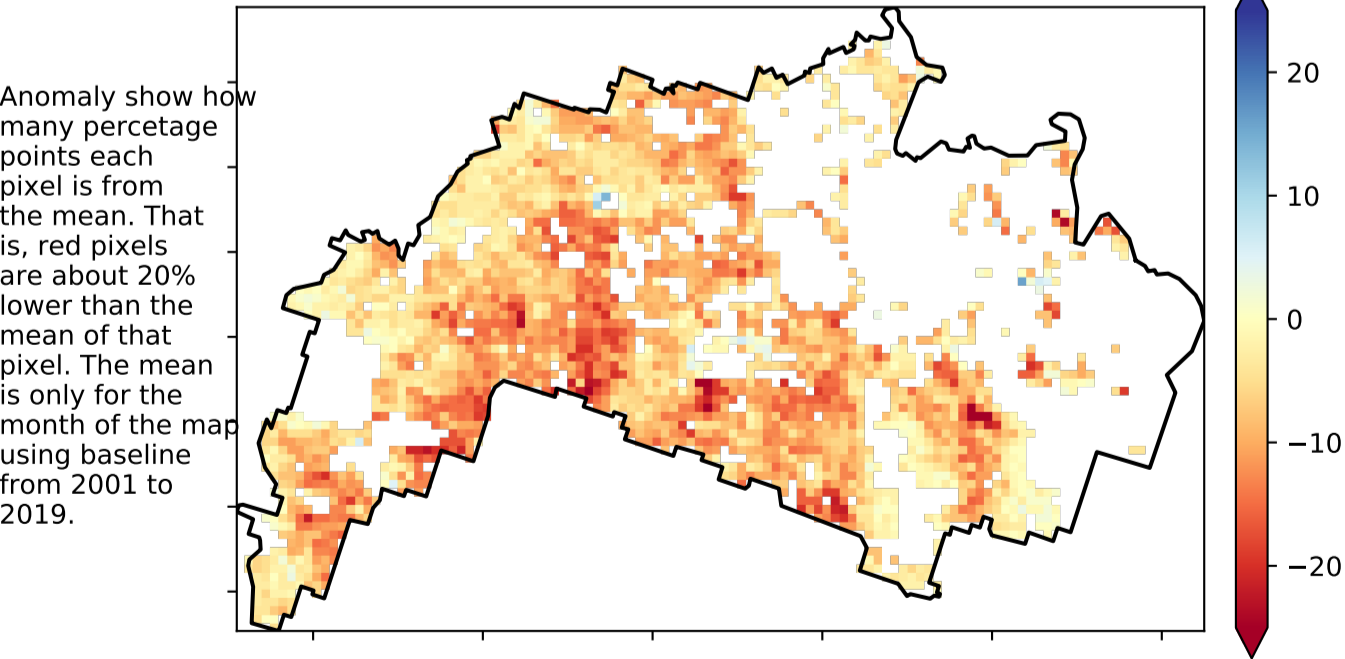 Anomaly show how
many percetage
points each
pixel is from
the mean. That
is, red pixels
are about 20%
lower than the
mean of that
pixel. The mean
is only for the
month of the map
using baseline
from 2001 to
2019.
20
10
0
−10
−20